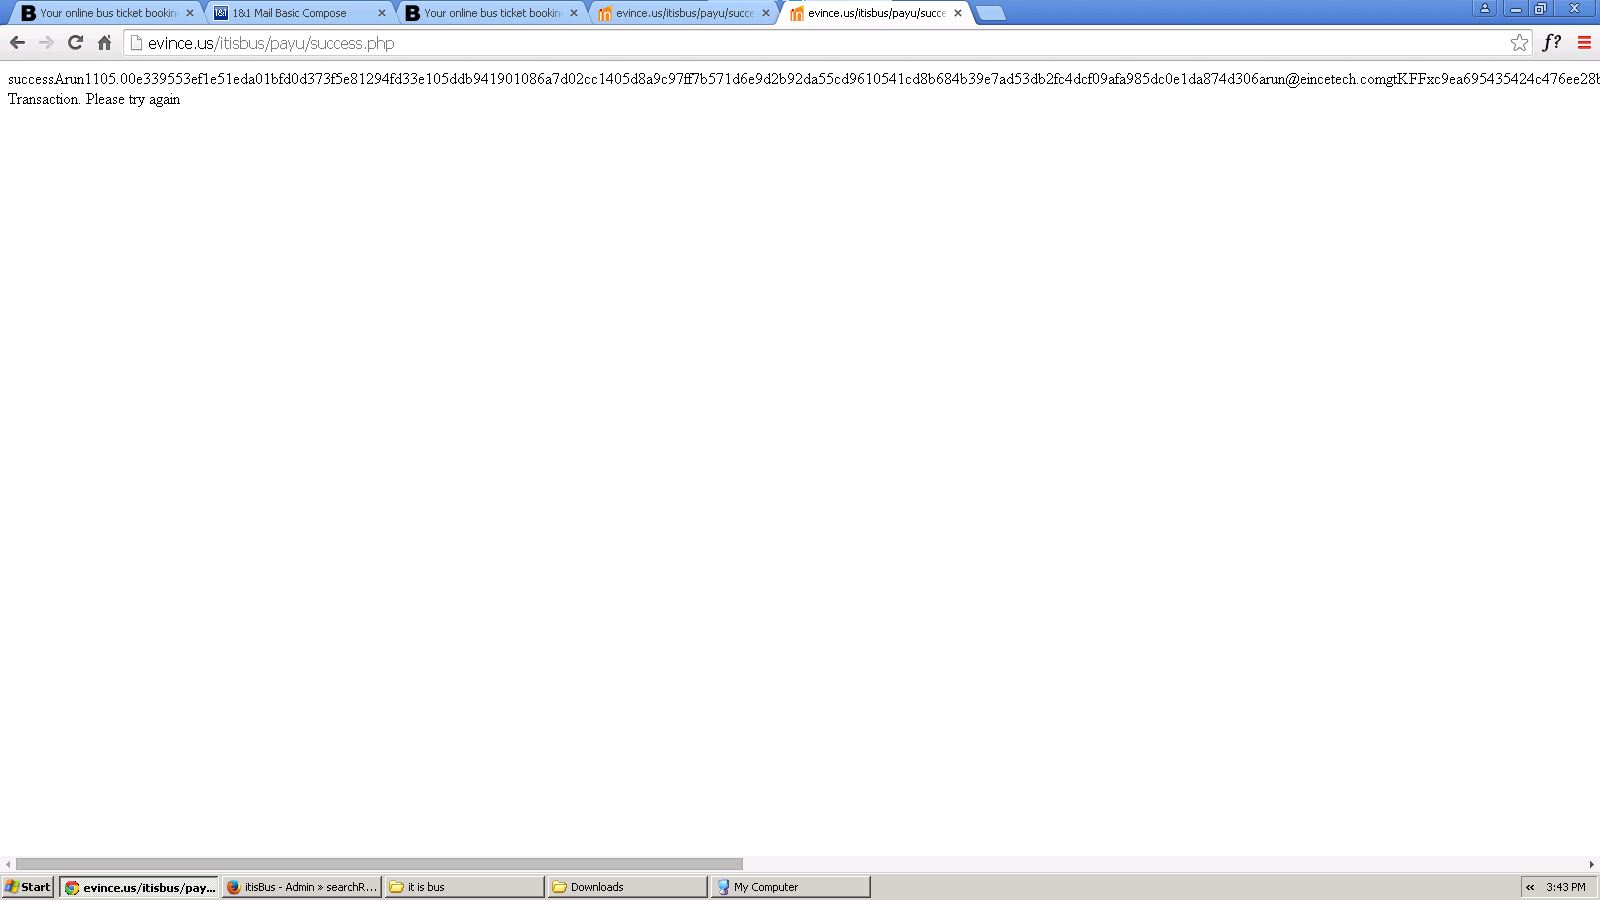 Your online bus ticket bookin
1&1 Mail Basic Compose
Your online bus ticket bookin
evince.us/itisbus/payu/succe
evince.us/itisbus/payu/succe
evince.us/itisbus/payu/success.php
f?
successArun1105.00e339553ef1e51eda01bfd0d373f5e81294fd33e105ddb941901086a7d02cc1405d8a9c97ff7b571d6e9d2b92da55cd9610541cd8b684b39e7ad53db2fc4dcf09afa985dc0e1da874d306arun@eincetech.comgtKFFxc9ea695435424c476ee28b
Transaction. Please try again
Start
evince.us/itisbus/pay...
itisBus - Admin » searchR...
it is bus
Downloads
My Computer
«
3:43 PM